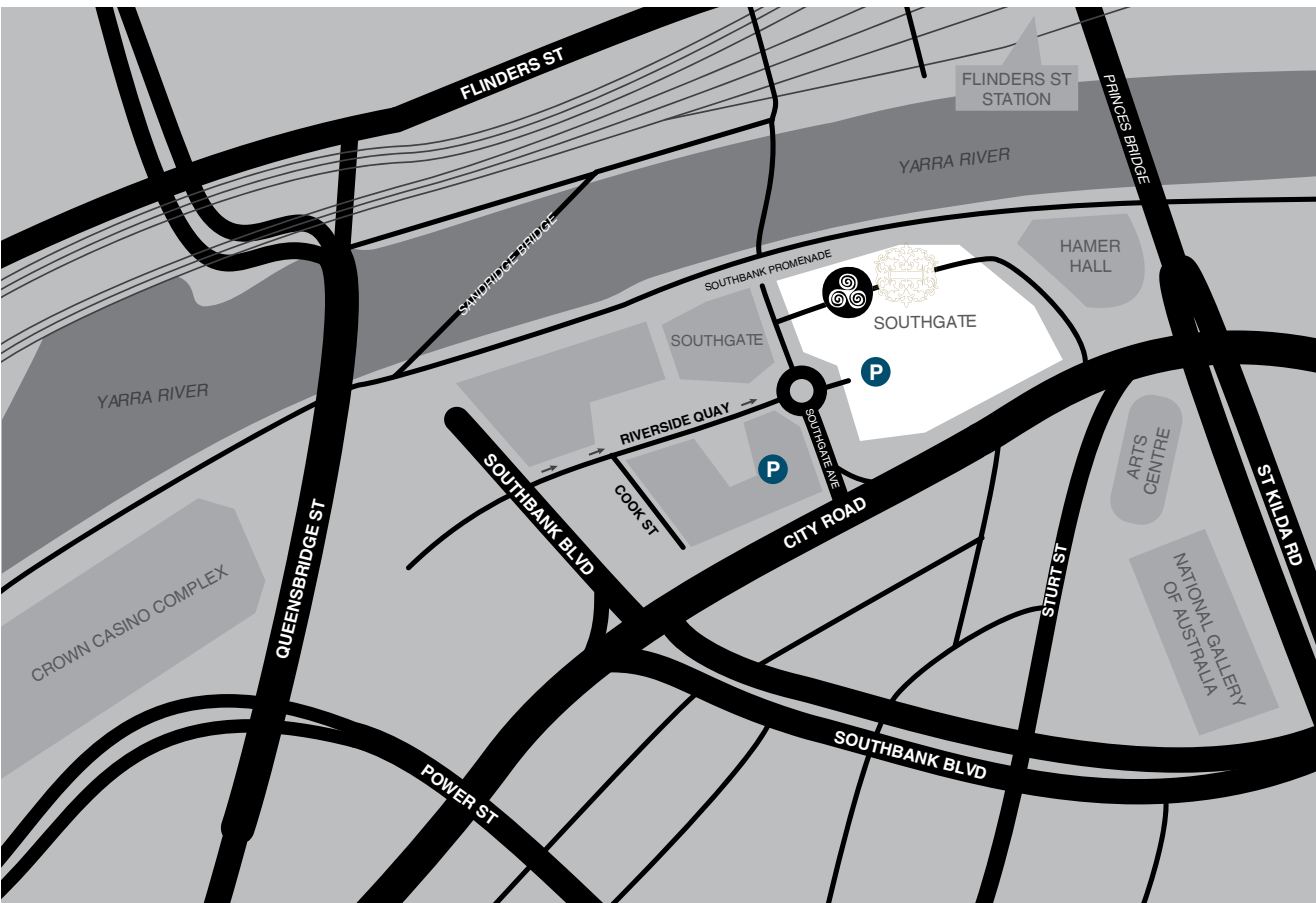 FLINDERS ST
FLINDERS ST
STATION
PRINCES BRIDGE
YARRA RIVER
SANDRIDGE BRIDGE
SOUTHBANK PROMENADE
HAMER
HALL
SOUTHGATE
SOUTHGATE
P
YARRA RIVER
RIVERSIDE QUAY
SOUTHGATE AVE
ARTS
CENTRE
P
SOUTHBANK BLVD
COOK ST
CITY ROAD
ST KILDA RD
QUEENSBRIDGE ST
STURT ST
CROWN CASINO COMPLEX
NATIONAL GALLERY
OF AUSTRALIA
SOUTHBANK BLVD
POWER ST